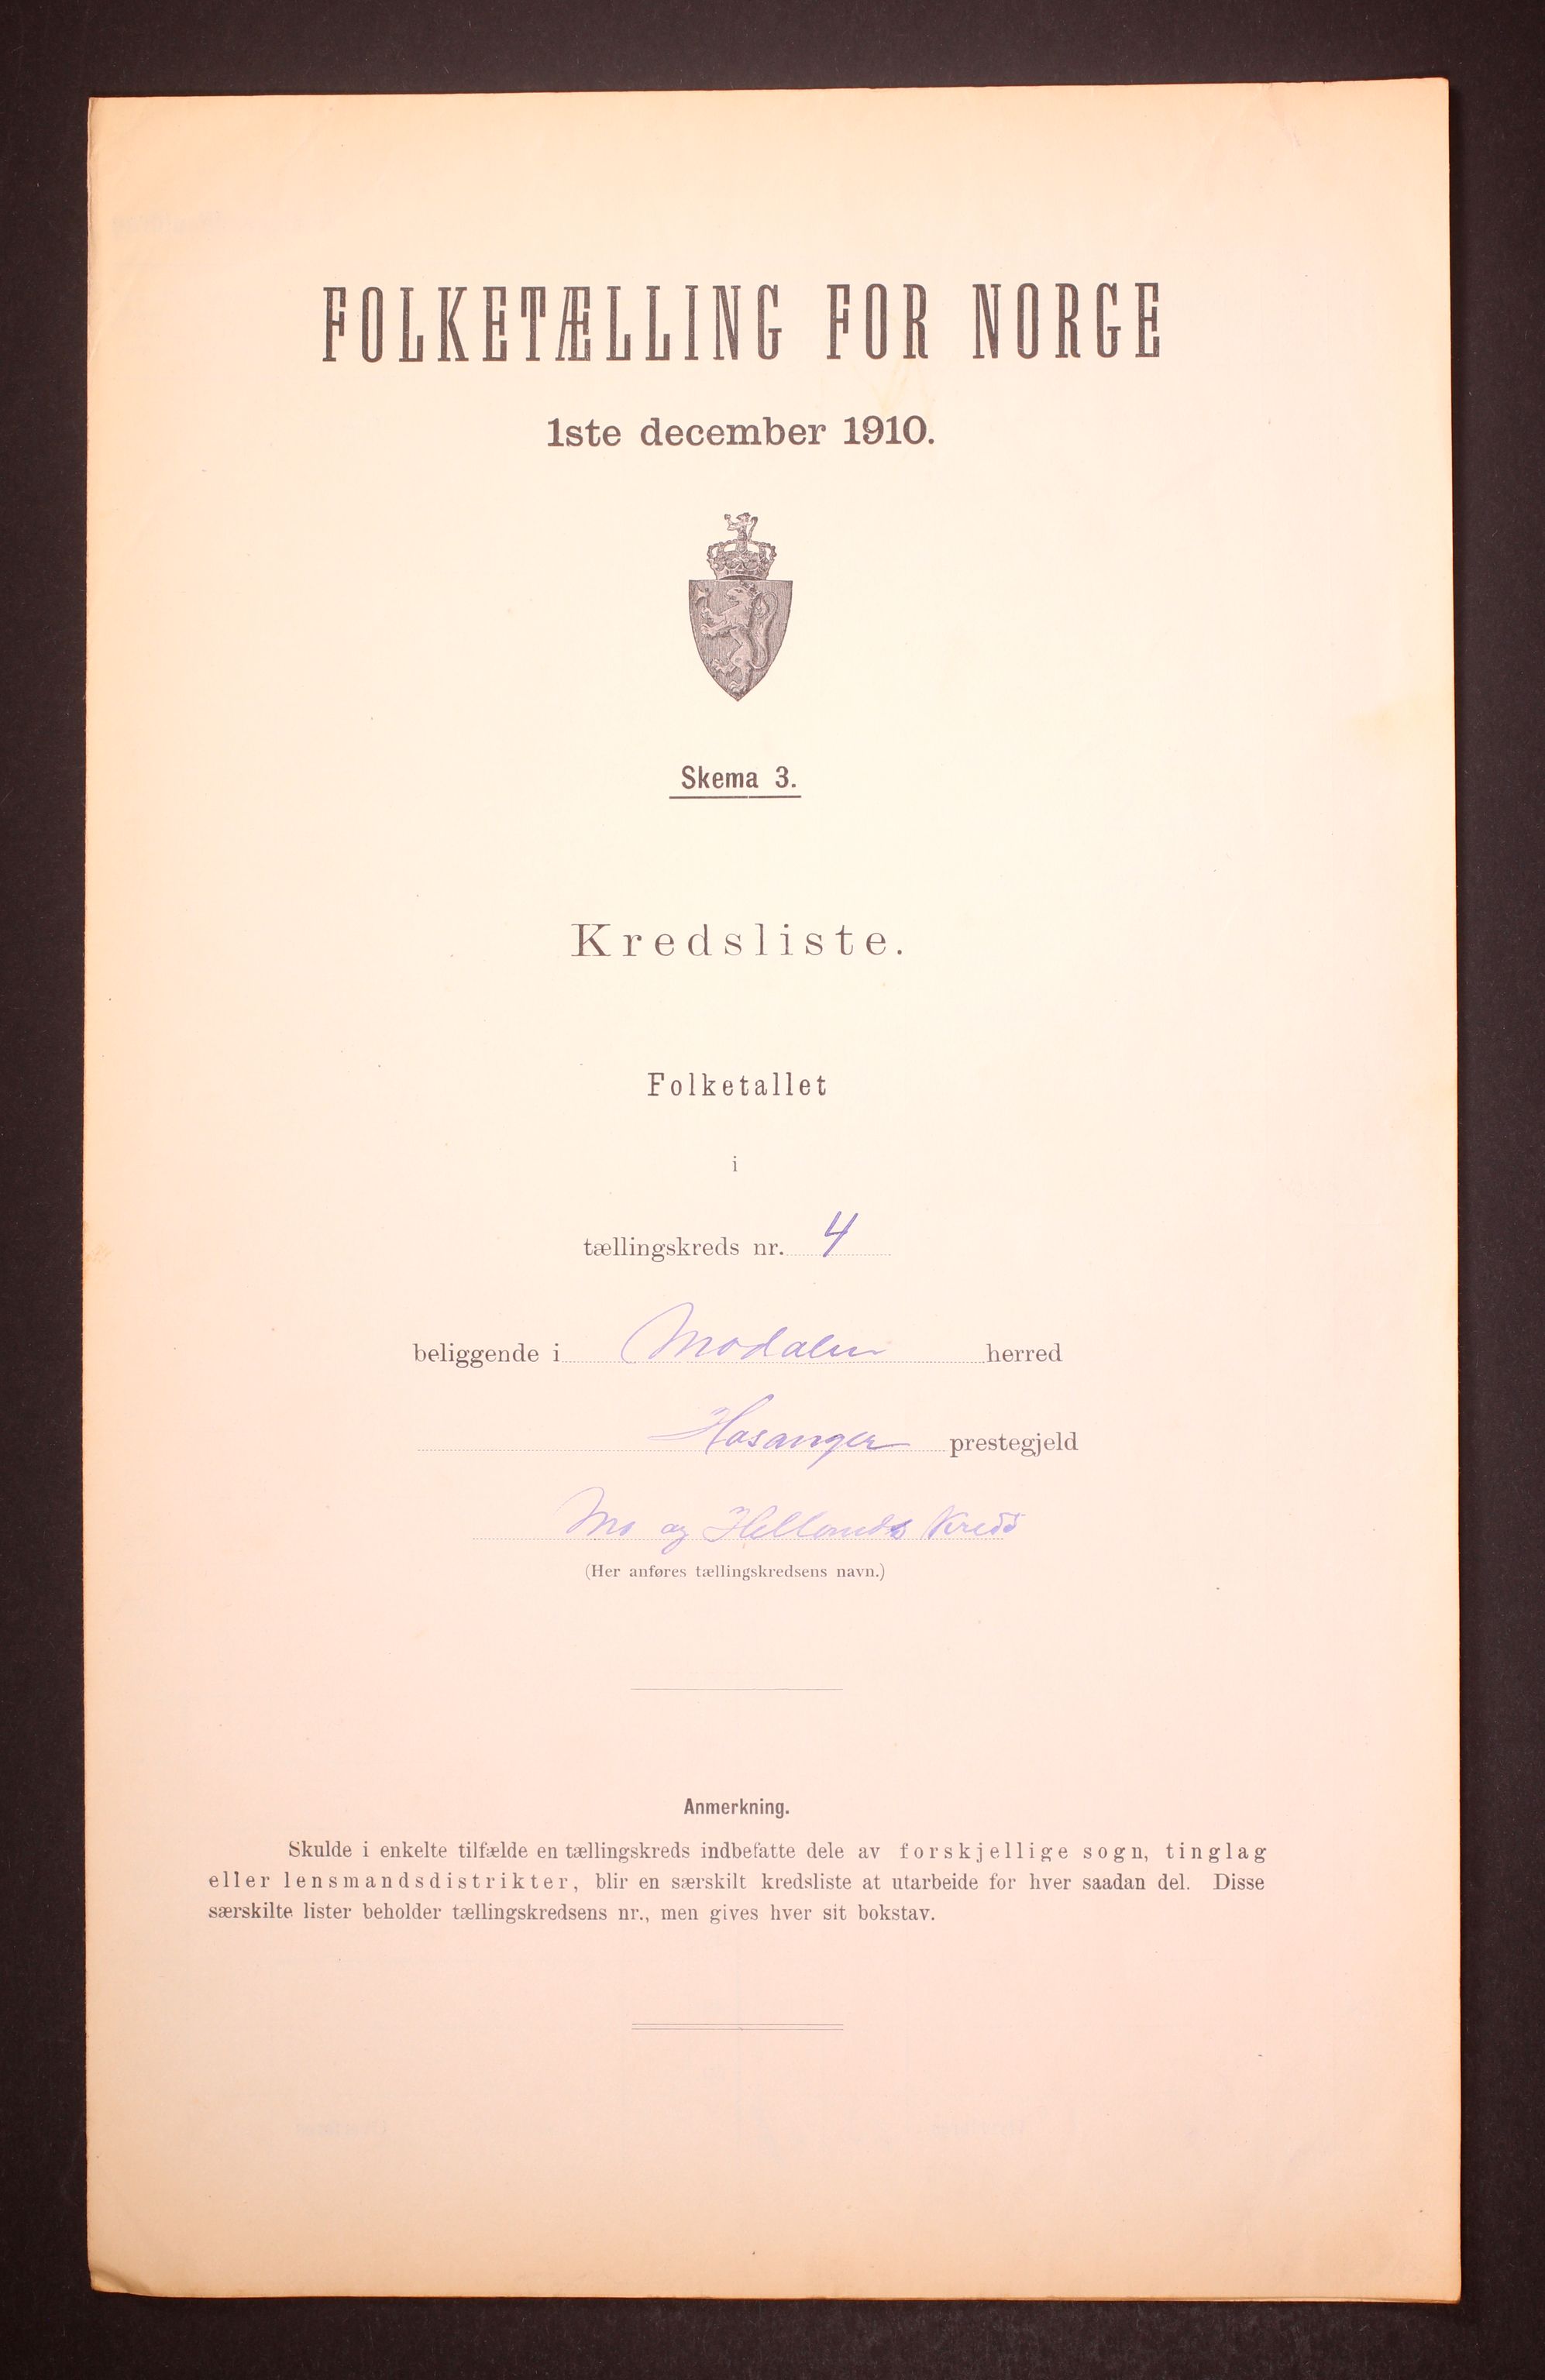 FOLKETÆLLING FOR NORGE
1ste december 1910.
Skema 3.
Kredsliste.
Folketallet
i
tællingskreds nr. 4
beliggende i Modalen herred
Hosanger prestegjeld
Mo og Hellands Kreds
(Her anføres tællingskredsens navn.)
Anmerkning.
Skulde i enkelte tilfælde en tællingskreds indbefatte dele av forskjellige sogn, tinglag
eller lensmandsdistrikter, blir en særskilt kredsliste at utarbeide for hver saadan del. Disse
særskilte lister beholder tællingskredsens nr., men gives hver sit bokstav.